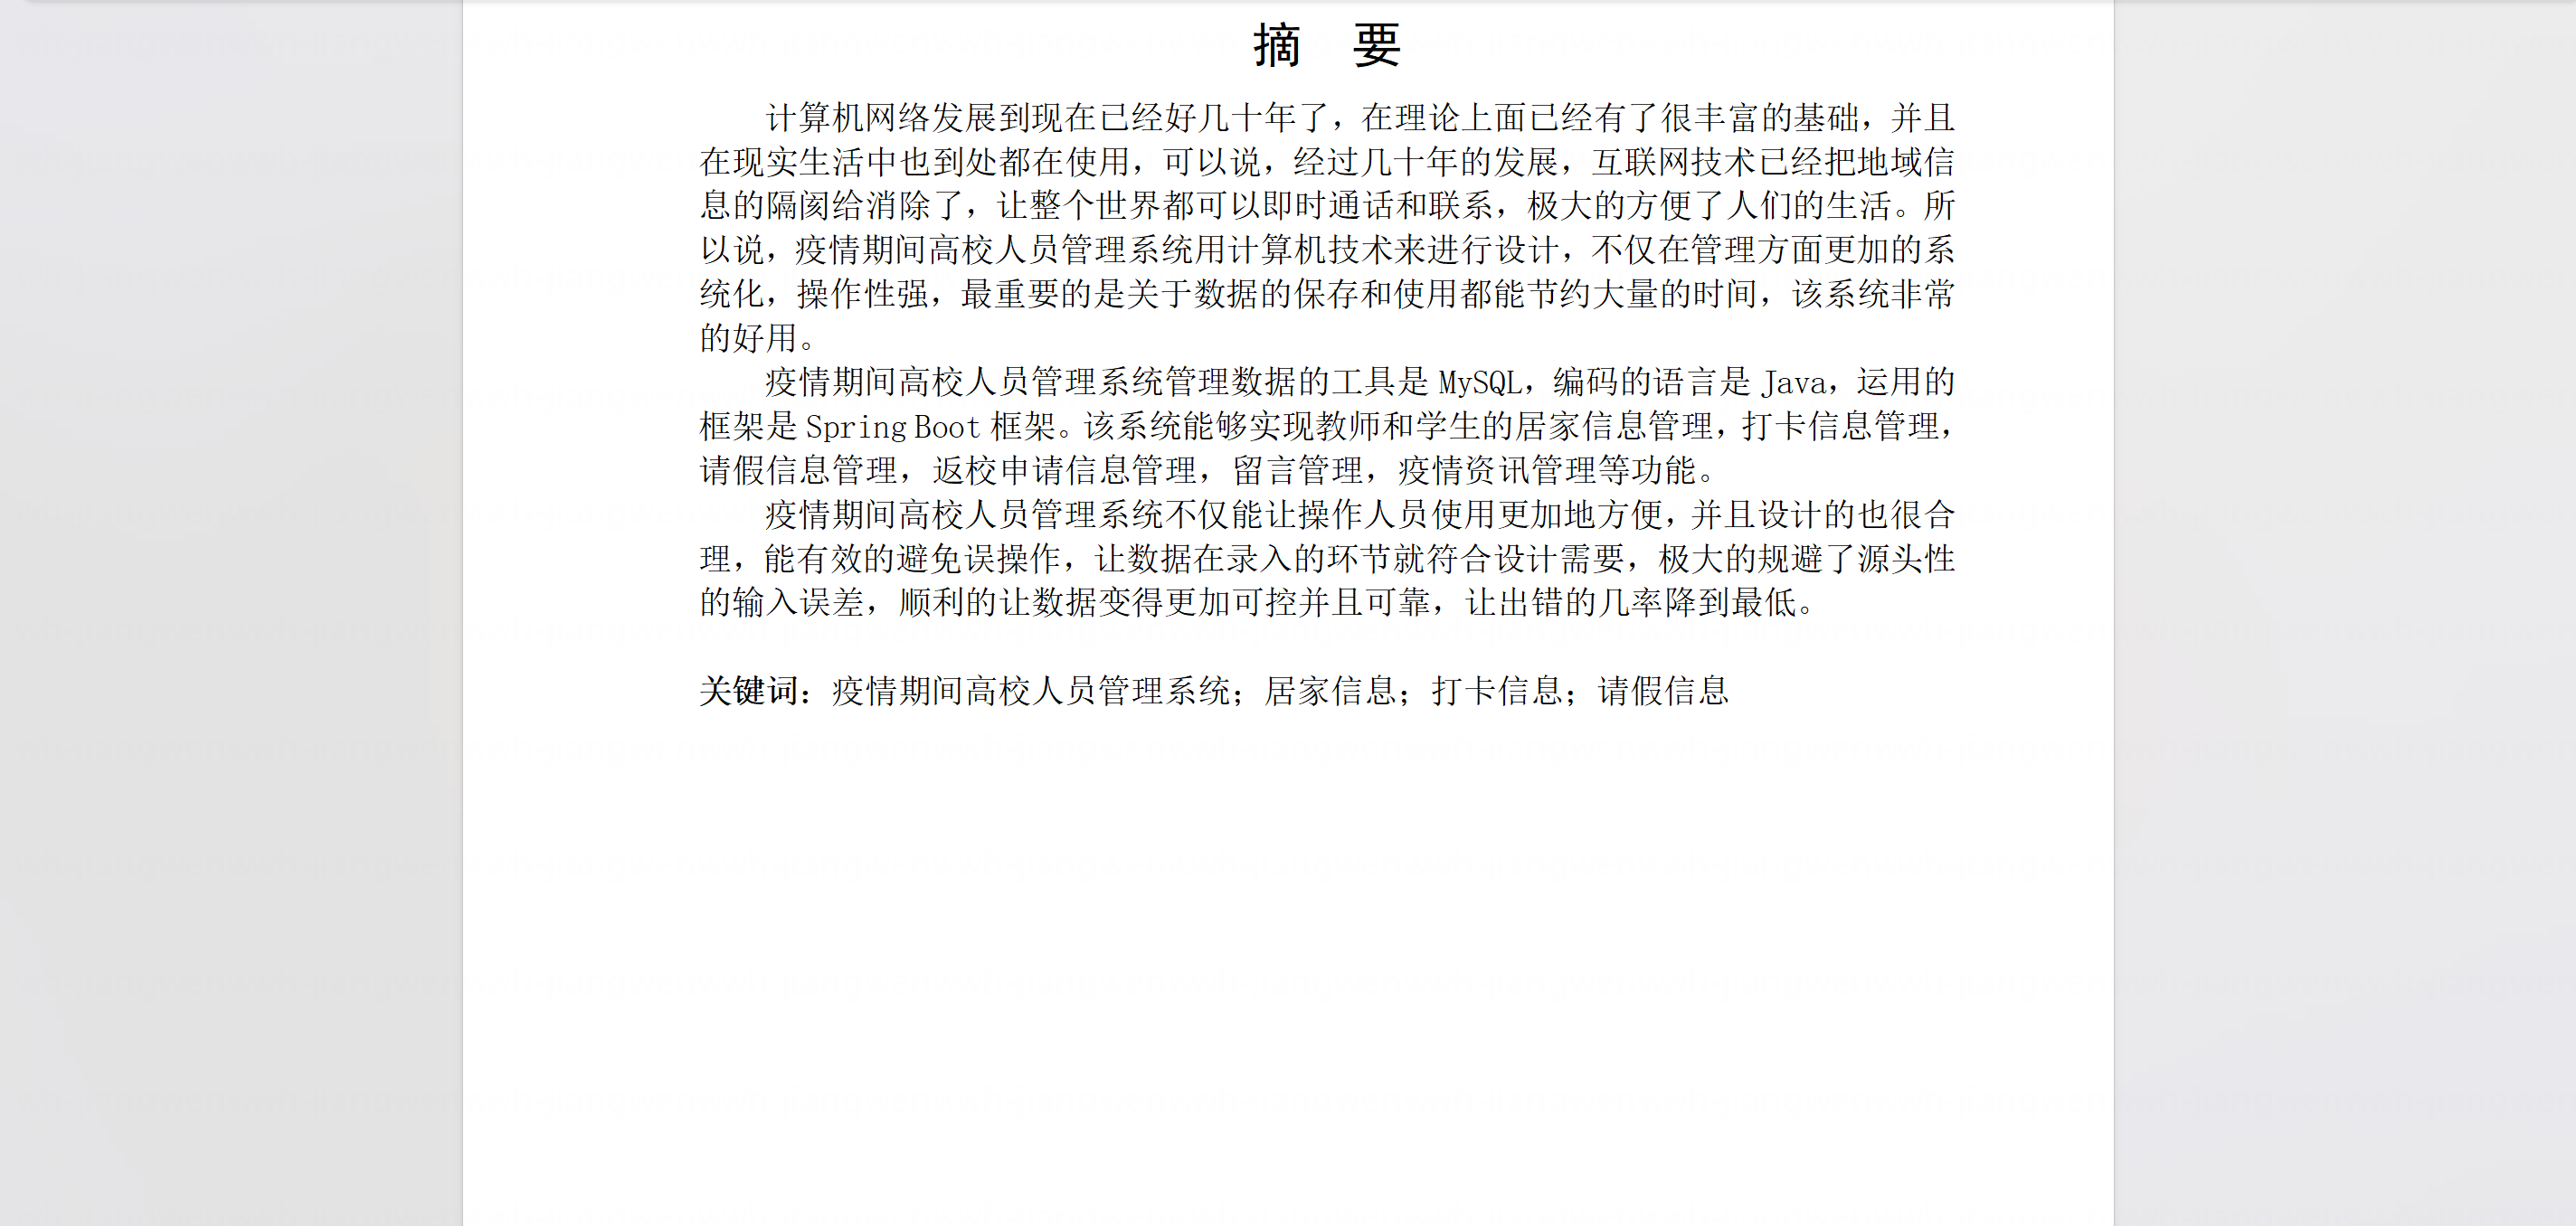 摘 要
计算机网络发展到现在已经好几十年了，在理论上面已经有了很丰富的基础，并且
在现实生活中也到处都在使用，可以说，经过几十年的发展，互联网技术已经把地域信
息的隔阂给消除了，让整个世界都可以即时通话和联系，极大的方便了人们的生活。所
以说，疫情期间高校人员管理系统用计算机技术来进行设计，不仅在管理方面更加的系
统化，操作性强，最重要的是关于数据的保存和使用都能节约大量的时间，该系统非常
的好用。
疫情期间高校人员管理系统管理数据的工具是 MySQL，编码的语言是 Java，运用的
框架是 Spring Boot 框架。该系统能够实现教师和学生的居家信息管理，打卡信息管理，
请假信息管理，返校申请信息管理，留言管理，疫情资讯管理等功能。
疫情期间高校人员管理系统不仅能让操作人员使用更加地方便，并且设计的也很合
理，能有效的避免误操作，让数据在录入的环节就符合设计需要，极大的规避了源头性
的输入误差，顺利的让数据变得更加可控并且可靠，让出错的几率降到最低。
关键词：疫情期间高校人员管理系统；居家信息；打卡信息；请假信息